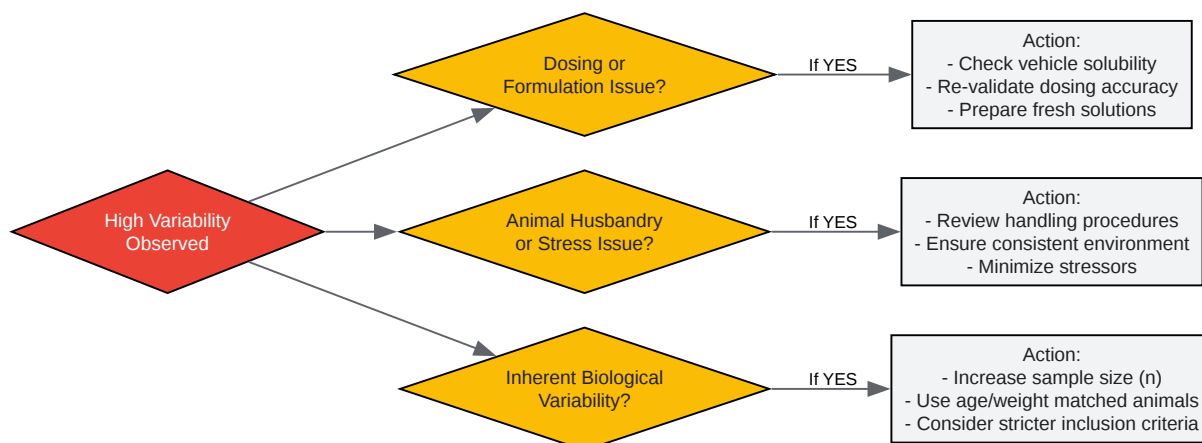 High Variability
Observed
Dosing or
Formulation Issue?
If YES
Action:
- Check vehicle solubility
- Re-validate dosing accuracy
- Prepare fresh solutions
Animal Husbandry
or Stress Issue?
If YES
Action:
- Review handling procedures
- Ensure consistent environment
- Minimize stressors
Inherent Biological
Variability?
If YES
Action:
- Increase sample size (n)
- Use age/weight matched animals
- Consider stricter inclusion criteria